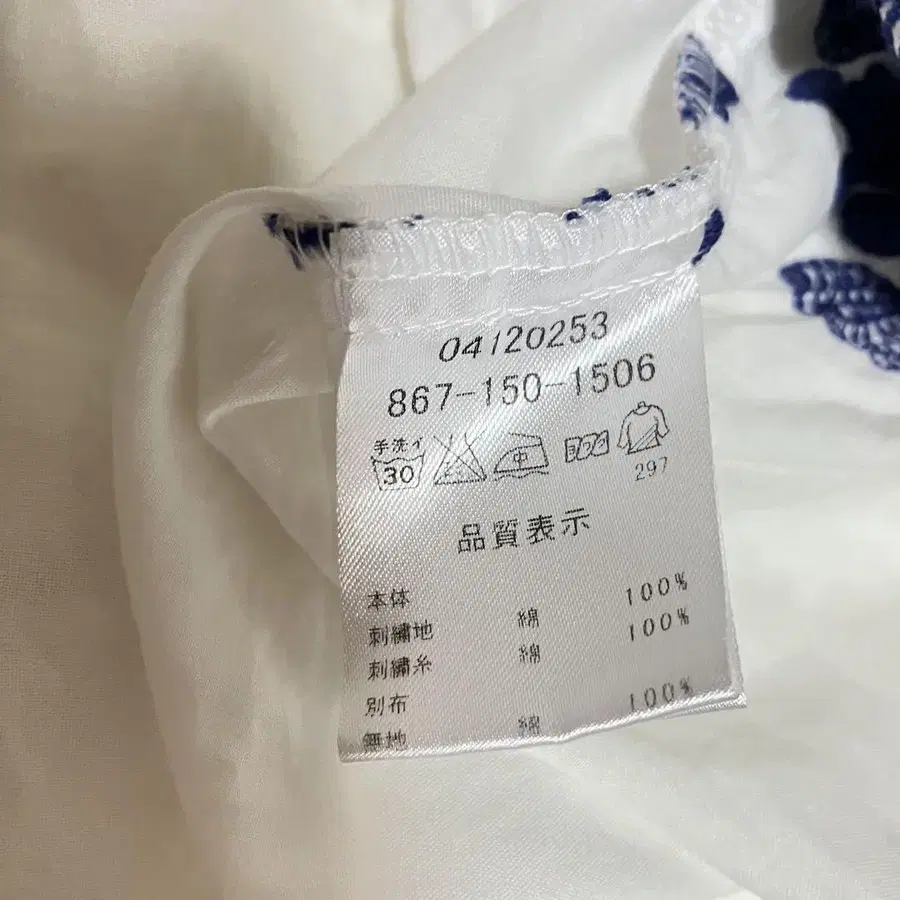 04120253
867-150-1506
手洗イ
30
中
297
品質表示
本体
刺繍地 綿 100%
刺繍糸 綿 100%
別布
無地 綿 100%